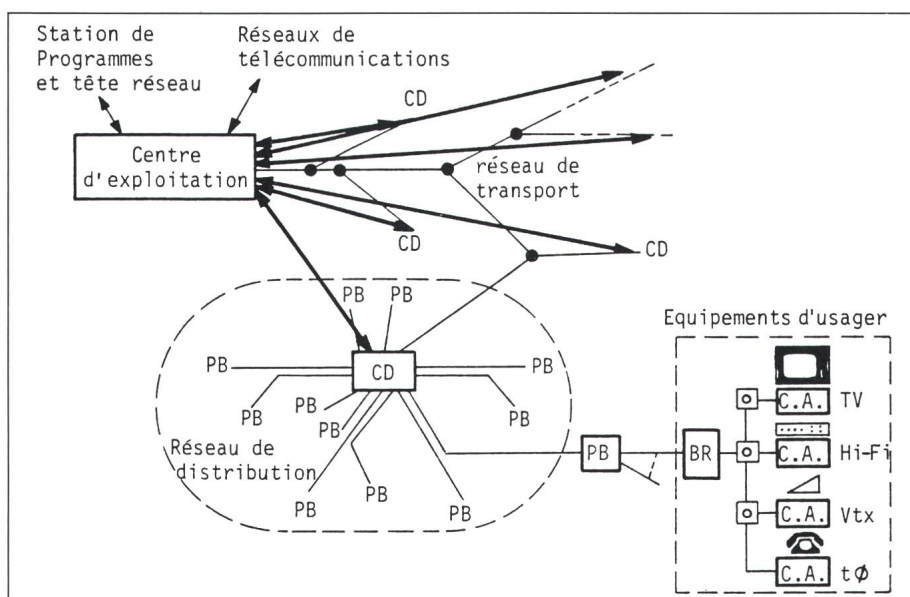 Station de
Programmes
et tête réseau
Réseaux de
télécommunications
CD
Centre
d'exploitation
réseau de
transport
CD
CD
PB
PB
Equipements d'usager
PB
CD
PB
PB
PB
PB
PB
Réseau de
distribution
PB
PB
PB
PB
BR
C.A. TV
C.A. Hi-Fi
C.A. Vtx
C.A. tØ